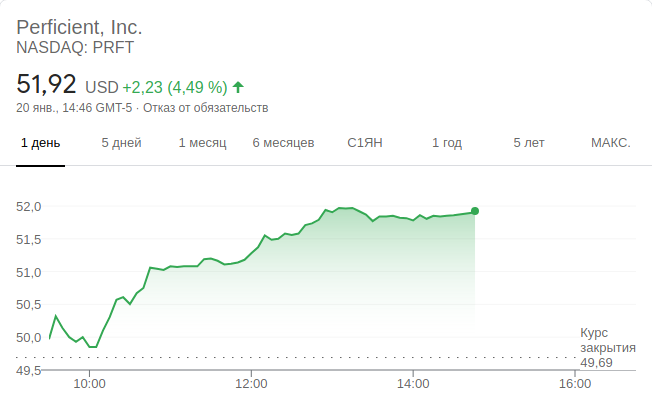 Perficient, Inc.
NASDAQ: PRFT
51,92 USD +2,23 (4,49 %)
20 янв., 14:46 GMT-5 · Отказ от обязательств
1 день 5 дней 1 месяц 6 месяцев С1ЯН 1 год 5 лет МАКС.
52,0
51,5
51,0
50,5
50,0
49,5
Курс
закрытия
49,69
10:00 12:00 14:00 16:00